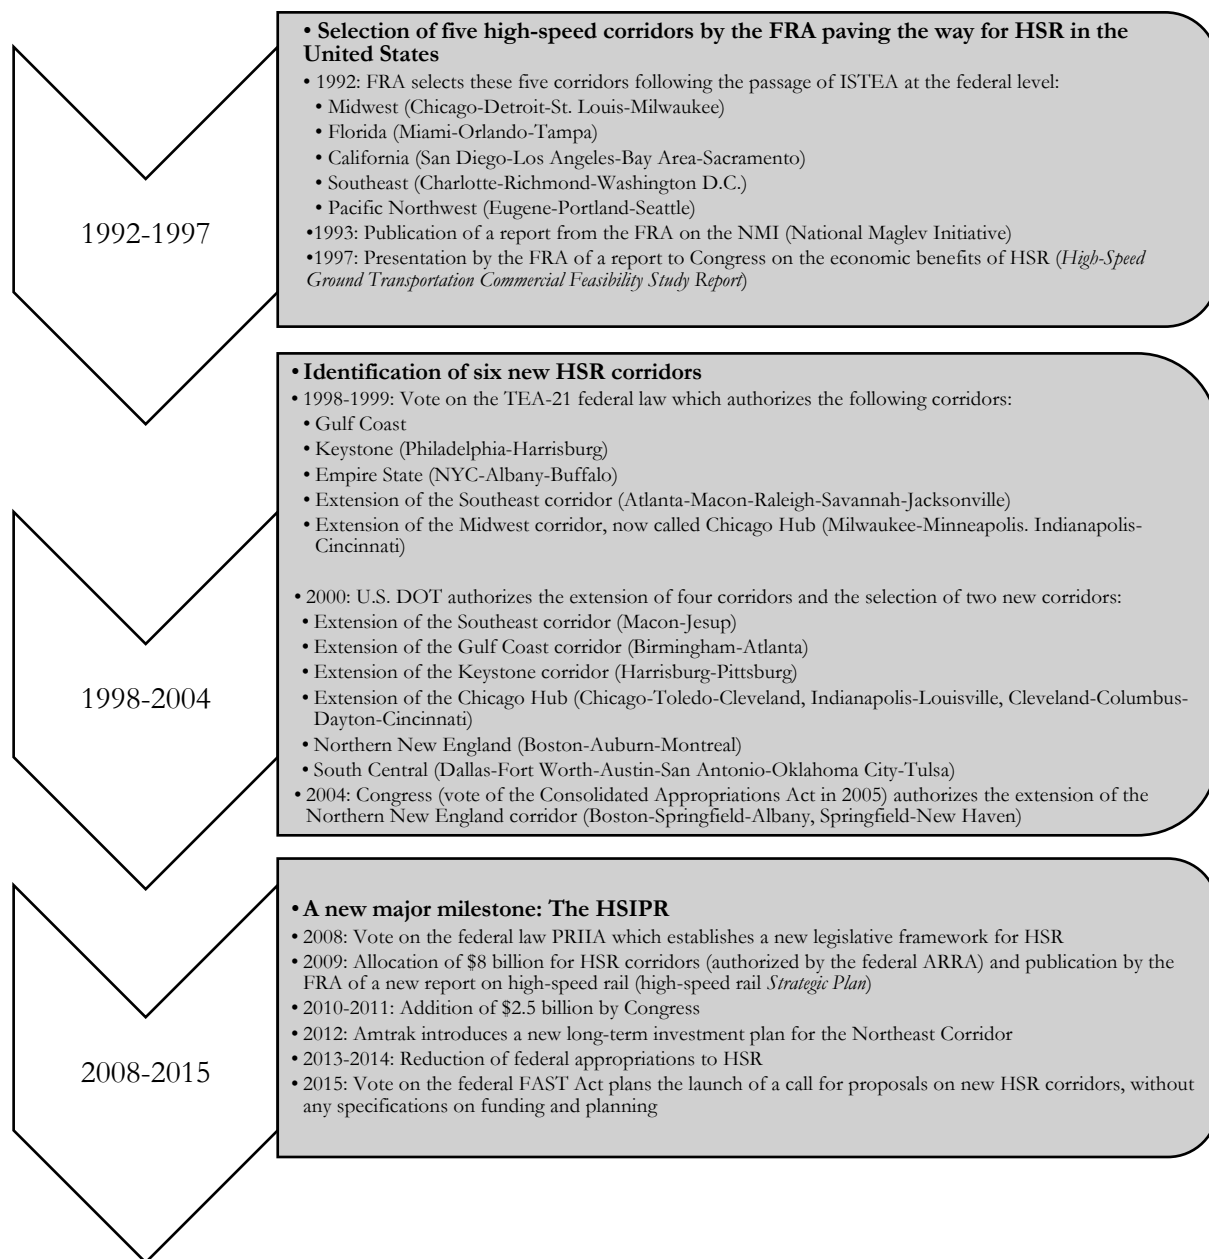 • Selection of five high-speed corridors by the FRA paving the way for HSR in the
United States
• 1992: FRA selects these five corridors following the passage of ISTEA at the federal level:
• Midwest (Chicago-Detroit-St. Louis-Milwaukee)
• Florida (Miami-Orlando-Tampa)
• California (San Diego-Los Angeles-Bay Area-Sacramento)
• Southeast (Charlotte-Richmond-Washington D.C.)
• Pacific Northwest (Eugene-Portland-Seattle)
•1993: Publication of a report from the FRA on the NMI (National Maglev Initiative)
•1997: Presentation by the FRA of a report to Congress on the economic benefits of HSR (High-Speed
Ground Transportation Commercial Feasibility Study Report)
1992-1997
• Identification of six new HSR corridors
• 1998-1999: Vote on the TEA-21 federal law which authorizes the following corridors:
• Gulf Coast
• Keystone (Philadelphia-Harrisburg)
• Empire State (NYC-Albany-Buffalo)
• Extension of the Southeast corridor (Atlanta-Macon-Raleigh-Savannah-Jacksonville)
• Extension of the Midwest corridor, now called Chicago Hub (Milwaukee-Minneapolis. Indianapolis-
Cincinnati)
• 2000: U.S. DOT authorizes the extension of four corridors and the selection of two new corridors:
• Extension of the Southeast corridor (Macon-Jesup)
• Extension of the Gulf Coast corridor (Birmingham-Atlanta)
• Extension of the Keystone corridor (Harrisburg-Pittsburg)
• Extension of the Chicago Hub (Chicago-Toledo-Cleveland, Indianapolis-Louisville, Cleveland-Columbus-
Dayton-Cincinnati)
• Northern New England (Boston-Auburn-Montreal)
• South Central (Dallas-Fort Worth-Austin-San Antonio-Oklahoma City-Tulsa)
• 2004: Congress (vote of the Consolidated Appropriations Act in 2005) authorizes the extension of the
Northern New England corridor (Boston-Springfield-Albany, Springfield-New Haven)
1998-2004
• A new major milestone: The HSIPR
• 2008: Vote on the federal law PRIIA which establishes a new legislative framework for HSR
• 2009: Allocation of $8 billion for HSR corridors (authorized by the federal ARRA) and publication by the
FRA of a new report on high-speed rail (high-speed rail Strategic Plan)
• 2010-2011: Addition of $2.5 billion by Congress
• 2012: Amtrak introduces a new long-term investment plan for the Northeast Corridor
• 2013-2014: Reduction of federal appropriations to HSR
• 2015: Vote on the federal FAST Act plans the launch of a call for proposals on new HSR corridors, without
any specifications on funding and planning
2008-2015